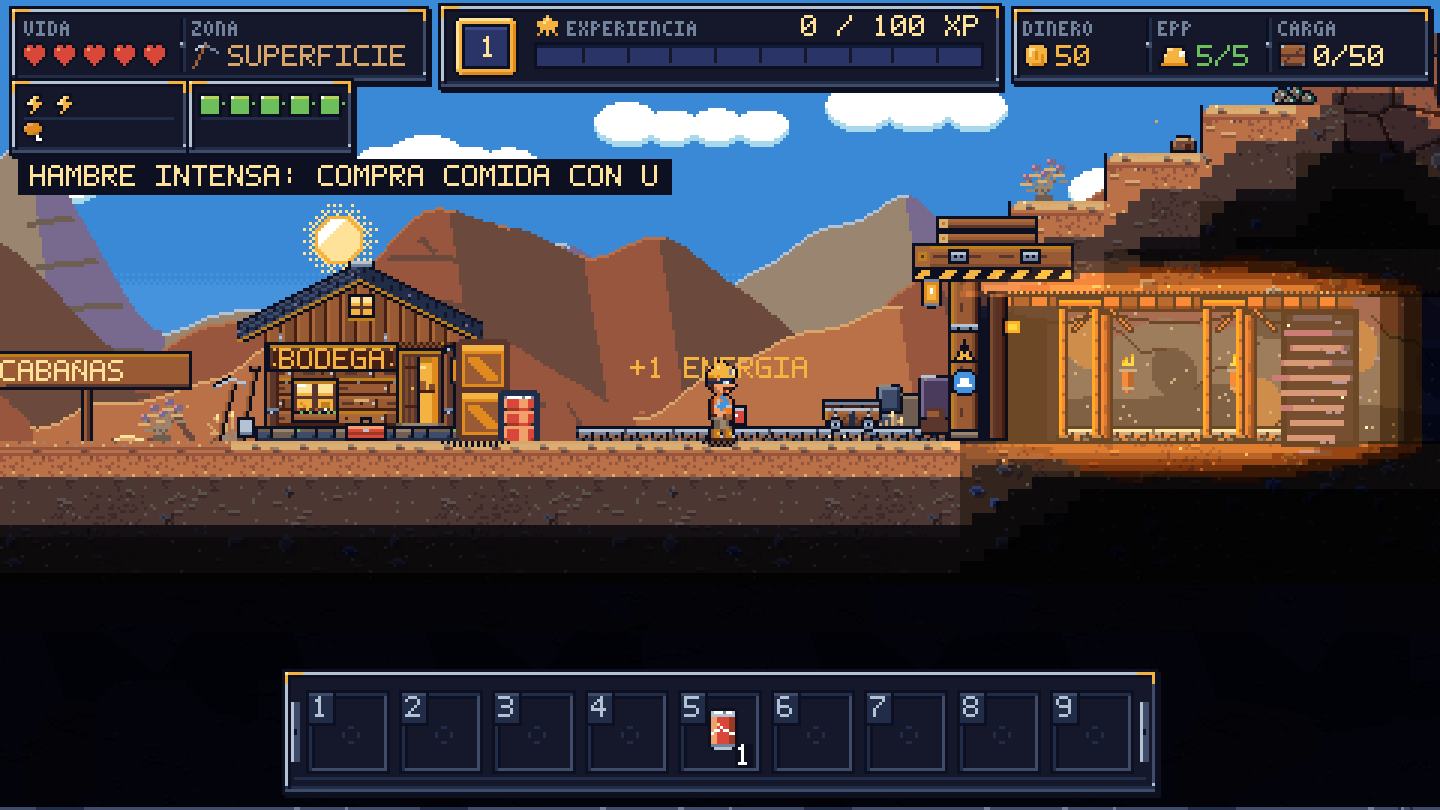 VIDA
ZONA
SUPERFICIE
1
EXPERIENCIA
0 / 100 XP
DINERO
50
EPP
5/5
CARGA
0/50
HAMBRE INTENSA: COMPRA COMIDA CON U
CABAÑAS
BODEGA
+1 ENERGIA
1
2
3
4
5
1
6
7
8
9